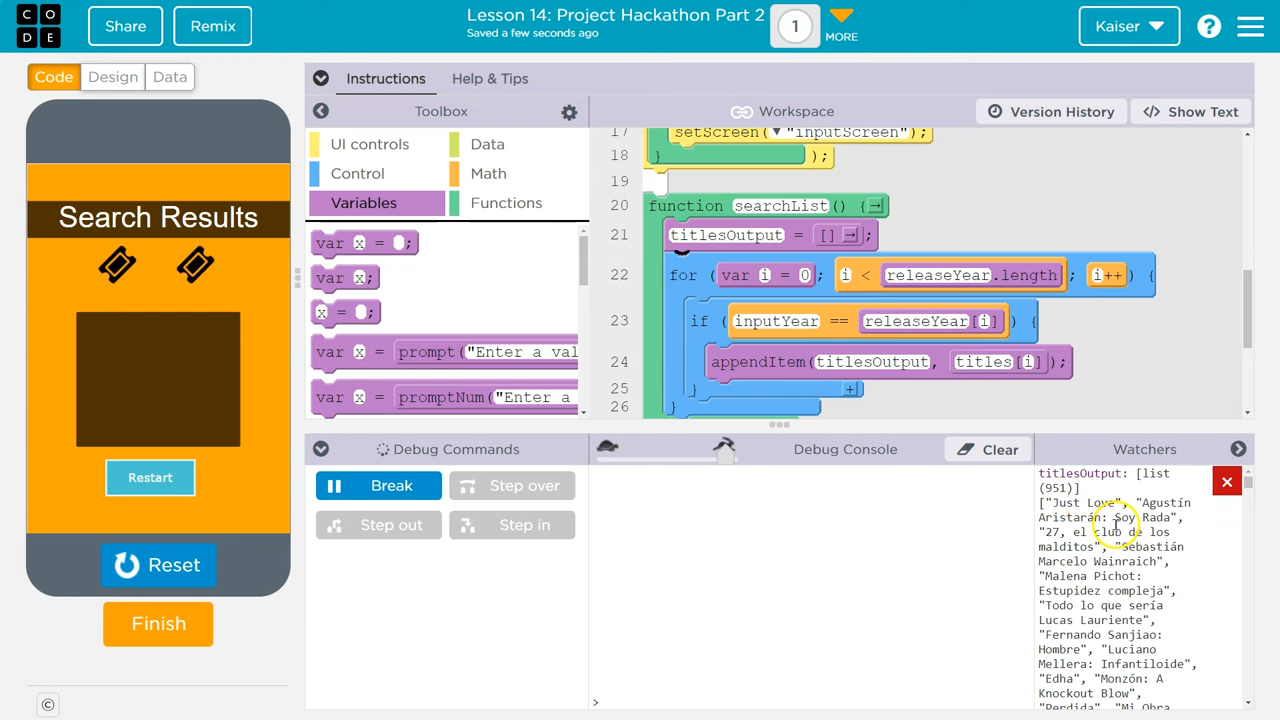 C O
D E
Share
Remix
Lesson 14: Project Hackathon Part 2
Saved a few seconds ago
1
MORE
Kaiser
?
Code
Design
Data
Instructions
Help & Tips
Toolbox
Workspace
Version History
</> Show Text
UI controls
Data
Control
Math
Variables
Functions
var x = ;
var x;
x = ;
var x = prompt("Enter a val
var x = promptNum("Enter a
17 setScreen( "inputScreen");
18 } );
19
20 function searchList() {
21 titlesOutput = [] ;
22 for ( var i = 0; i < releaseYear.length ; i++ ) {
23 if ( inputYear == releaseYear[i] ) {
24 appendItem(titlesOutput, titles[i] );
25 } +
26 }
Search Results
Restart
Reset
Finish
©
Debug Commands
Debug Console
Clear
Watchers
Break
Step over
Step out
Step in
>
titlesOutput: [list
(951)]
["Just Love", "Agustín
Aristarán: Soy Rada",
"27, el club de los
malditos", "Sebastián
Marcelo Wainraich",
"Malena Pichot:
Estupidez compleja",
"Todo lo que sería
Lucas Lauriente",
"Fernando Sanjiao:
Hombre", "Luciano
Mellera: Infantiloide",
"Edha", "Monzón: A
Knockout Blow",
"Perdida", "Mi Obra